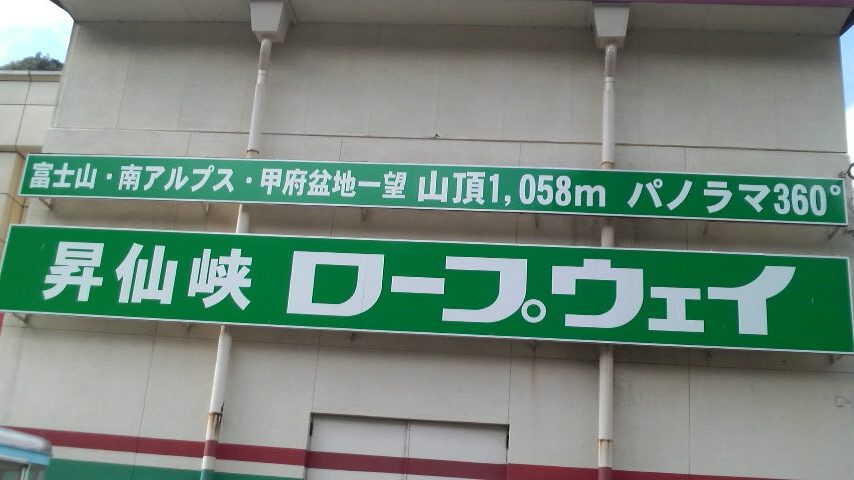 富士山・南アルプス・甲府盆地一望 山頂1,058m パノラマ360°
昇仙峡 ロープウェイ